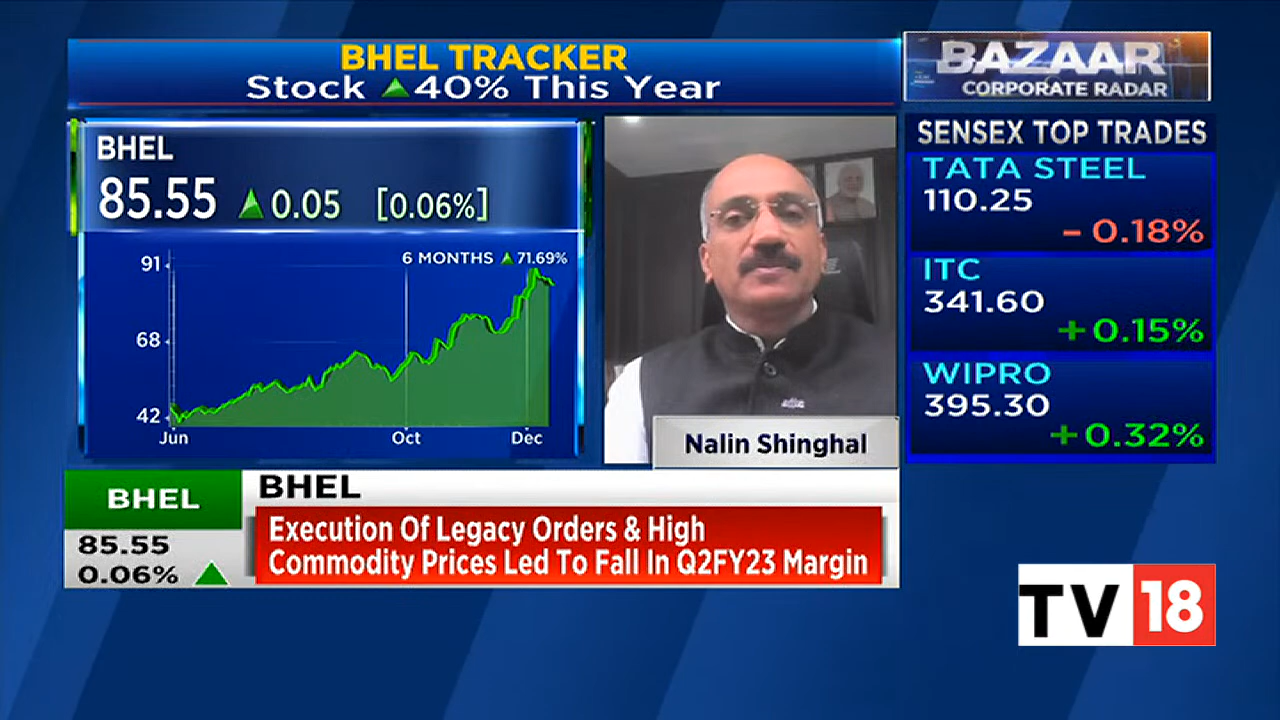 BHEL TRACKER
Stock ▲40% This Year
BAZAAR
CORPORATE RADAR
BHEL
85.55 ▲ 0.05 [0.06%]
6 MONTHS ▲ 71.69%
91
68
42
Jun Oct Dec
Nalin Shinghal
SENSEX TOP TRADES
TATA STEEL
110.25
- 0.18%
ITC
341.60
+ 0.15%
WIPRO
395.30
+ 0.32%
BHEL
85.55
0.06% ▲
BHEL
Execution Of Legacy Orders & High
Commodity Prices Led To Fall In Q2FY23 Margin
TV 18